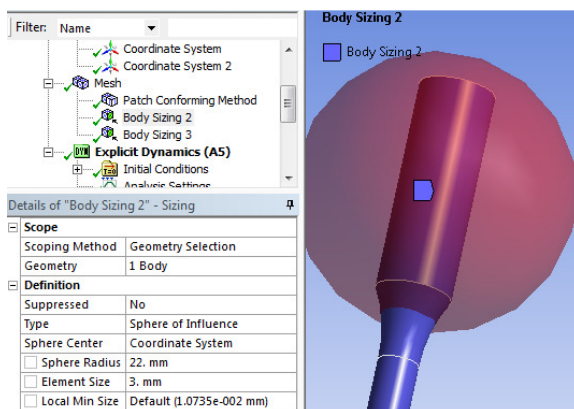 Filter: Name
Coordinate System
Coordinate System 2
Mesh
Patch Conforming Method
Body Sizing 2
Body Sizing 3
Explicit Dynamics (A5)
T=0 Initial Conditions
Analysis Settings
Details of "Body Sizing 2" - Sizing
Scope
Scoping Method Geometry Selection
Geometry 1 Body
Definition
Suppressed No
Type Sphere of Influence
Sphere Center Coordinate System
Sphere Radius 22. mm
Element Size 3. mm
Local Min Size Default (1.0735e-002 mm)
Body Sizing 2
Body Sizing 2